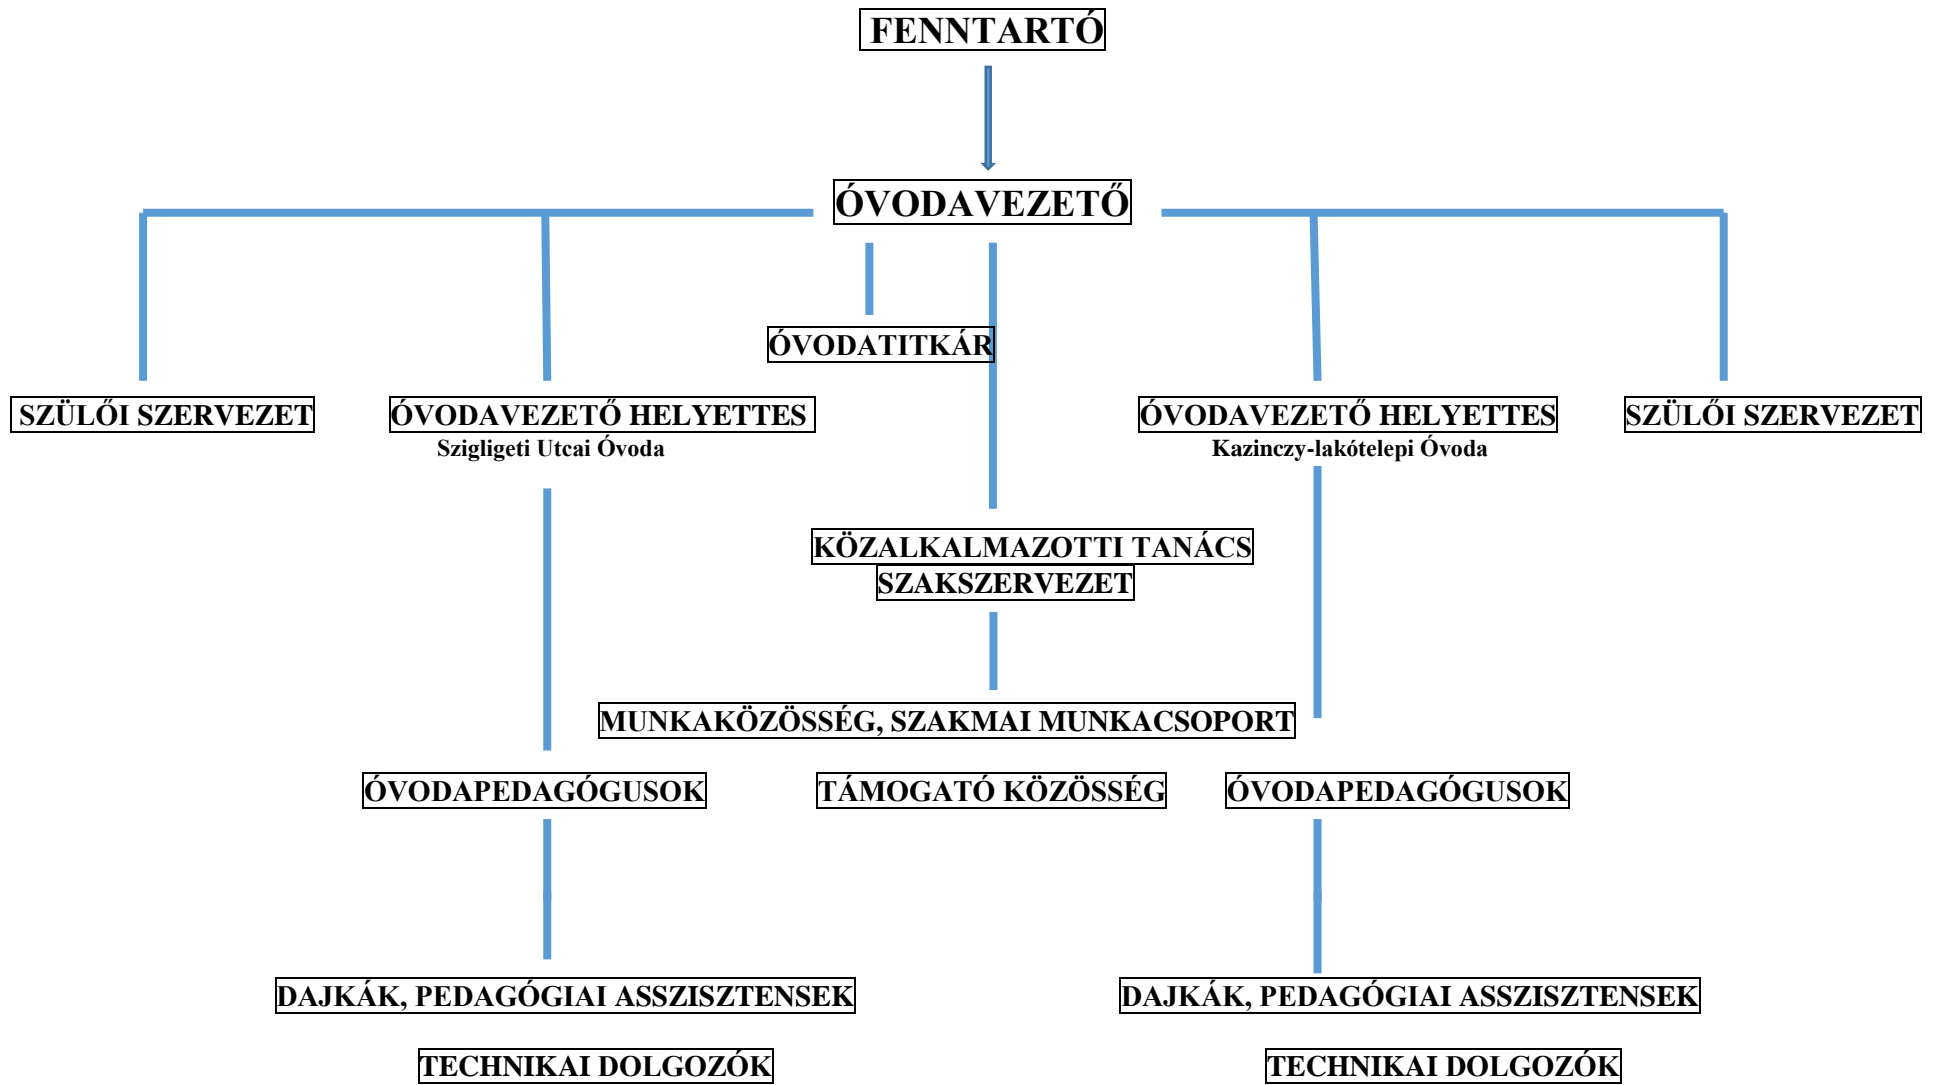 FENNTARTÓ
ÓVODAVEZETŐ
ÓVODATITKÁR
SZÜLŐI SZERVEZET
ÓVODAVEZETŐ HELYETTES
ÓVODAVEZETŐ HELYETTES
SZÜLŐI SZERVEZET
Szigligeti Utcai Óvoda
Kazinczy-lakótelepi Óvoda
KÖZALKALMAZOTTI TANÁCS
SZAKSZERVEZET
MUNKAKÖZÖSSÉG, SZAKMAI MUNKACSOPORT
ÓVODAPEDAGÓGUSOK
TÁMOGATÓ KÖZÖSSÉG
ÓVODAPEDAGÓGUSOK
DAJKÁK, PEDAGÓGIAI ASSZISZTENSEK
DAJKÁK, PEDAGÓGIAI ASSZISZTENSEK
TECHNIKAI DOLGOZÓK
TECHNIKAI DOLGOZÓK